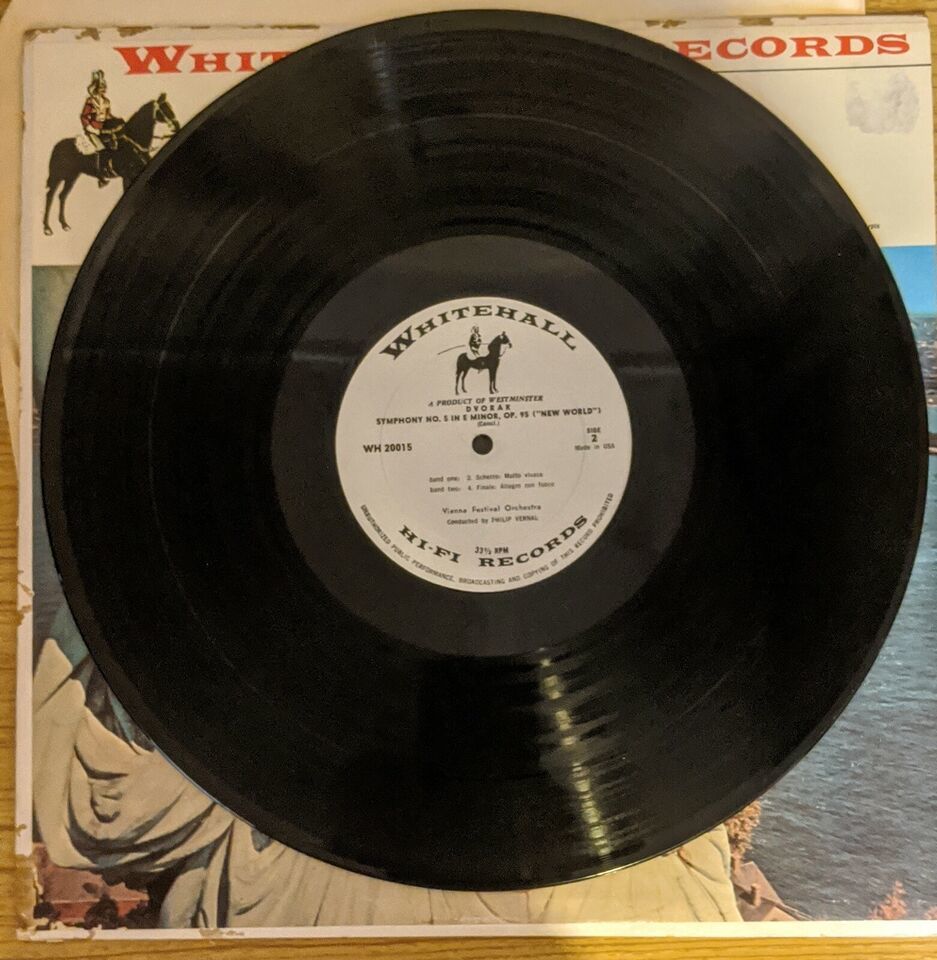 WHIT ECORDS
WHITEHALL
A PRODUCT OF WESTMINSTER
DVORAK
SYMPHONY NO. 5 IN E MINOR, OP. 95 ("NEW WORLD")
(Concl.)
WH 20015
SIDE
2
Made in USA
band one: 3. Scherzo: Molto vivace
band two: 4. Finale: Allegro con fuoco
Vienna Festival Orchestra
Conducted by PHILIP VERNAL
33⅓ RPM
HI-FI RECORDS
UNAUTHORIZED PUBLIC PERFORMANCE, BROADCASTING AND COPYING OF THIS RECORD PROHIBITED